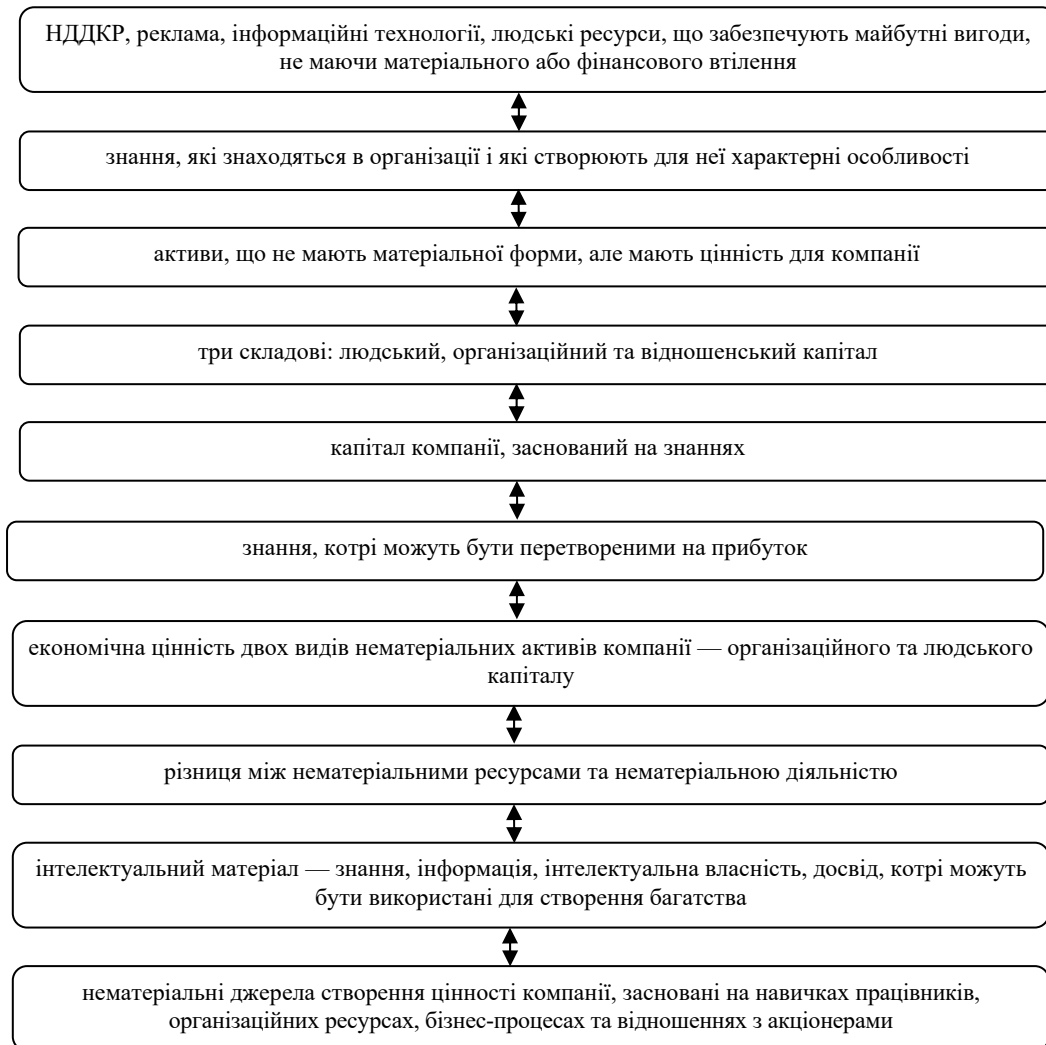 НДДКР, реклама, інформаційні технології, людські ресурси, що забезпечують майбутні вигоди,
не маючи матеріального або фінансового втілення
знання, які знаходяться в організації і які створюють для неї характерні особливості
активи, що не мають матеріальної форми, але мають цінність для компанії
три складові: людський, організаційний та відношенський капітал
капітал компанії, заснований на знаннях
знання, котрі можуть бути перетвореними на прибуток
економічна цінність двох видів нематеріальних активів компанії — організаційного та людського
капіталу
різниця між нематеріальними ресурсами та нематеріальною діяльністю
інтелектуальний матеріал — знання, інформація, інтелектуальна власність, досвід, котрі можуть
бути використані для створення багатства
нематеріальні джерела створення цінності компанії, засновані на навичках працівників,
організаційних ресурсах, бізнес-процесах та відношеннях з акціонерами